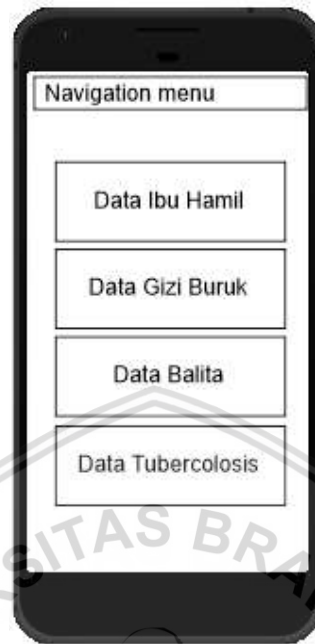 Navigation menu
Data Ibu Hamil
Data Gizi Buruk
Data Balita
Data Tubercolosis
SITAS BRA